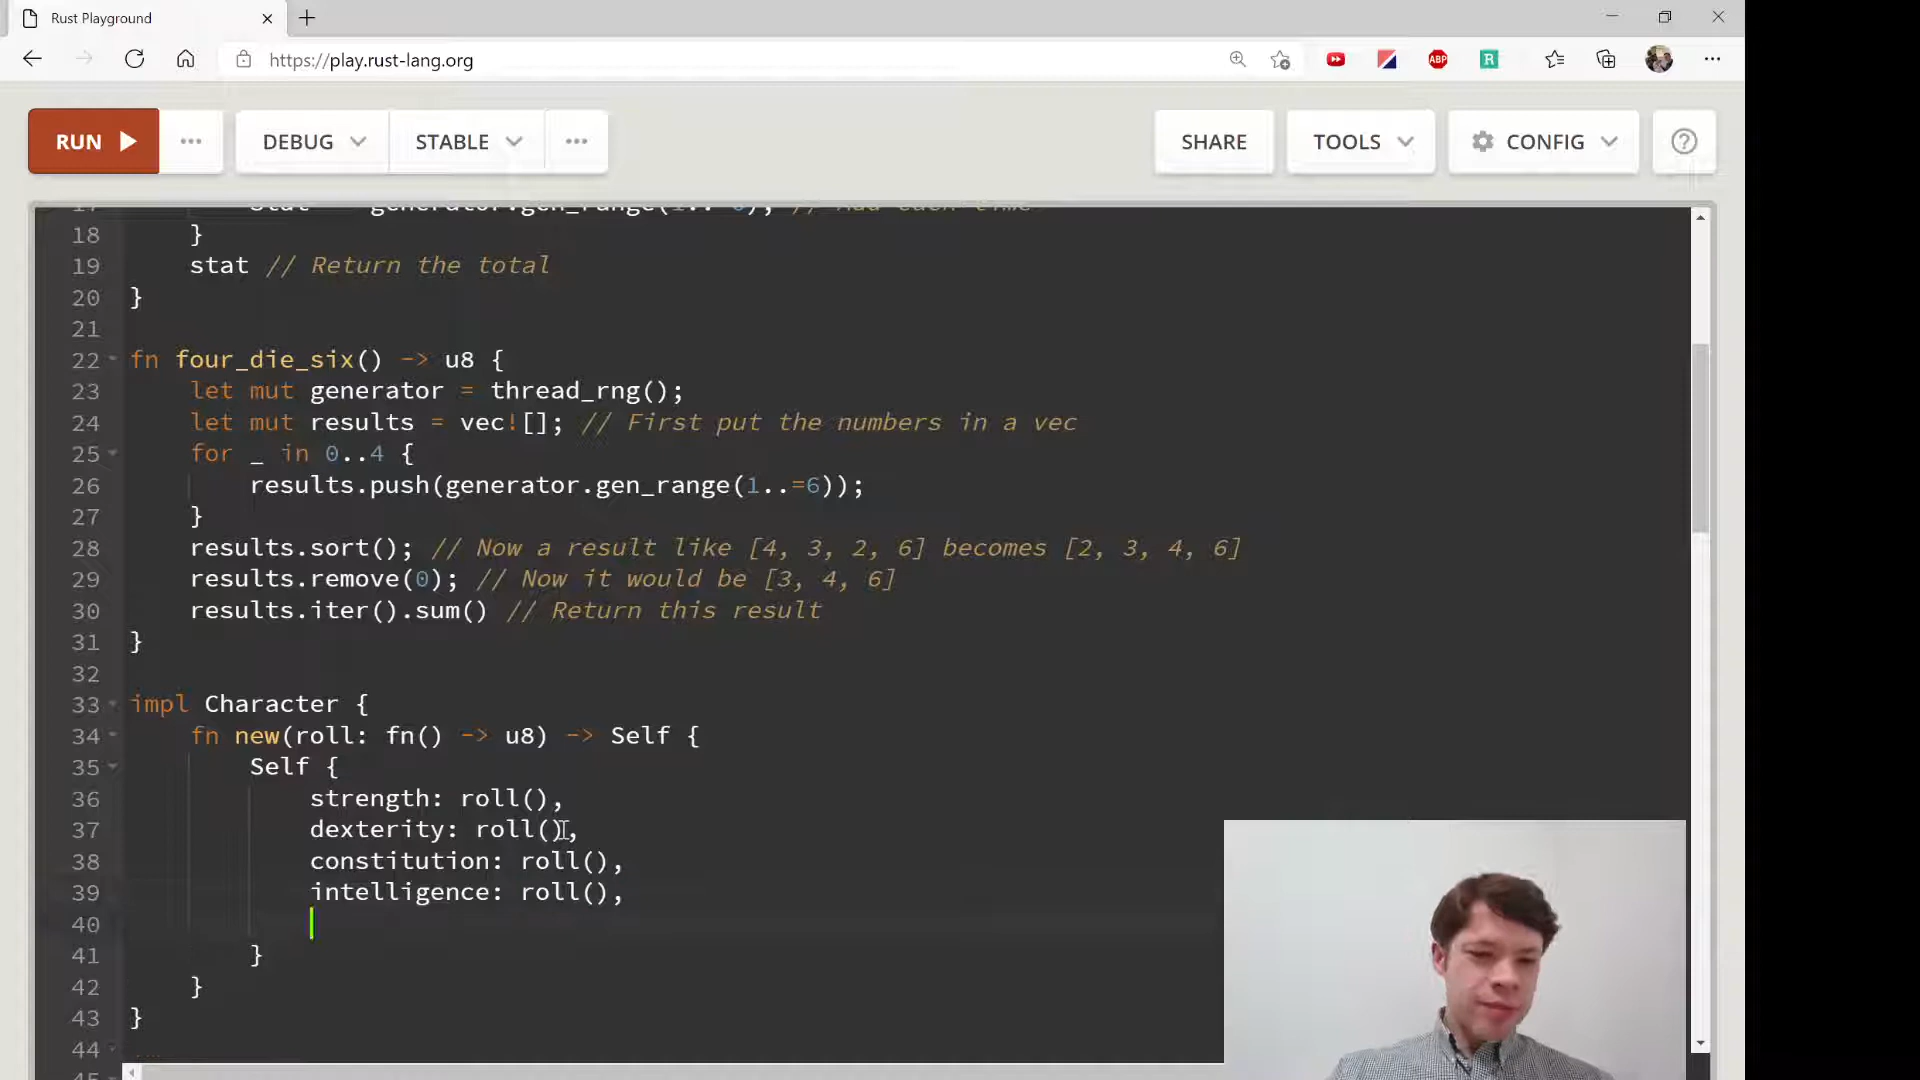 Rust Playground
https://play.rust-lang.org
ABP
R
RUN
DEBUG
STABLE
SHARE
TOOLS
CONFIG
18 }
19 stat // Return the total
20 }
21
22 fn four_die_six() -> u8 {
23 let mut generator = thread_rng();
24 let mut results = vec![]; // First put the numbers in a vec
25 for _ in 0..4 {
26 results.push(generator.gen_range(1..=6));
27 }
28 results.sort(); // Now a result like [4, 3, 2, 6] becomes [2, 3, 4, 6]
29 results.remove(0); // Now it would be [3, 4, 6]
30 results.iter().sum() // Return this result
31 }
32
33 impl Character {
34 fn new(roll: fn() -> u8) -> Self {
35 Self {
36 strength: roll(),
37 dexterity: roll(),
38 constitution: roll(),
39 intelligence: roll(),
40
41 }
42 }
43 }
44